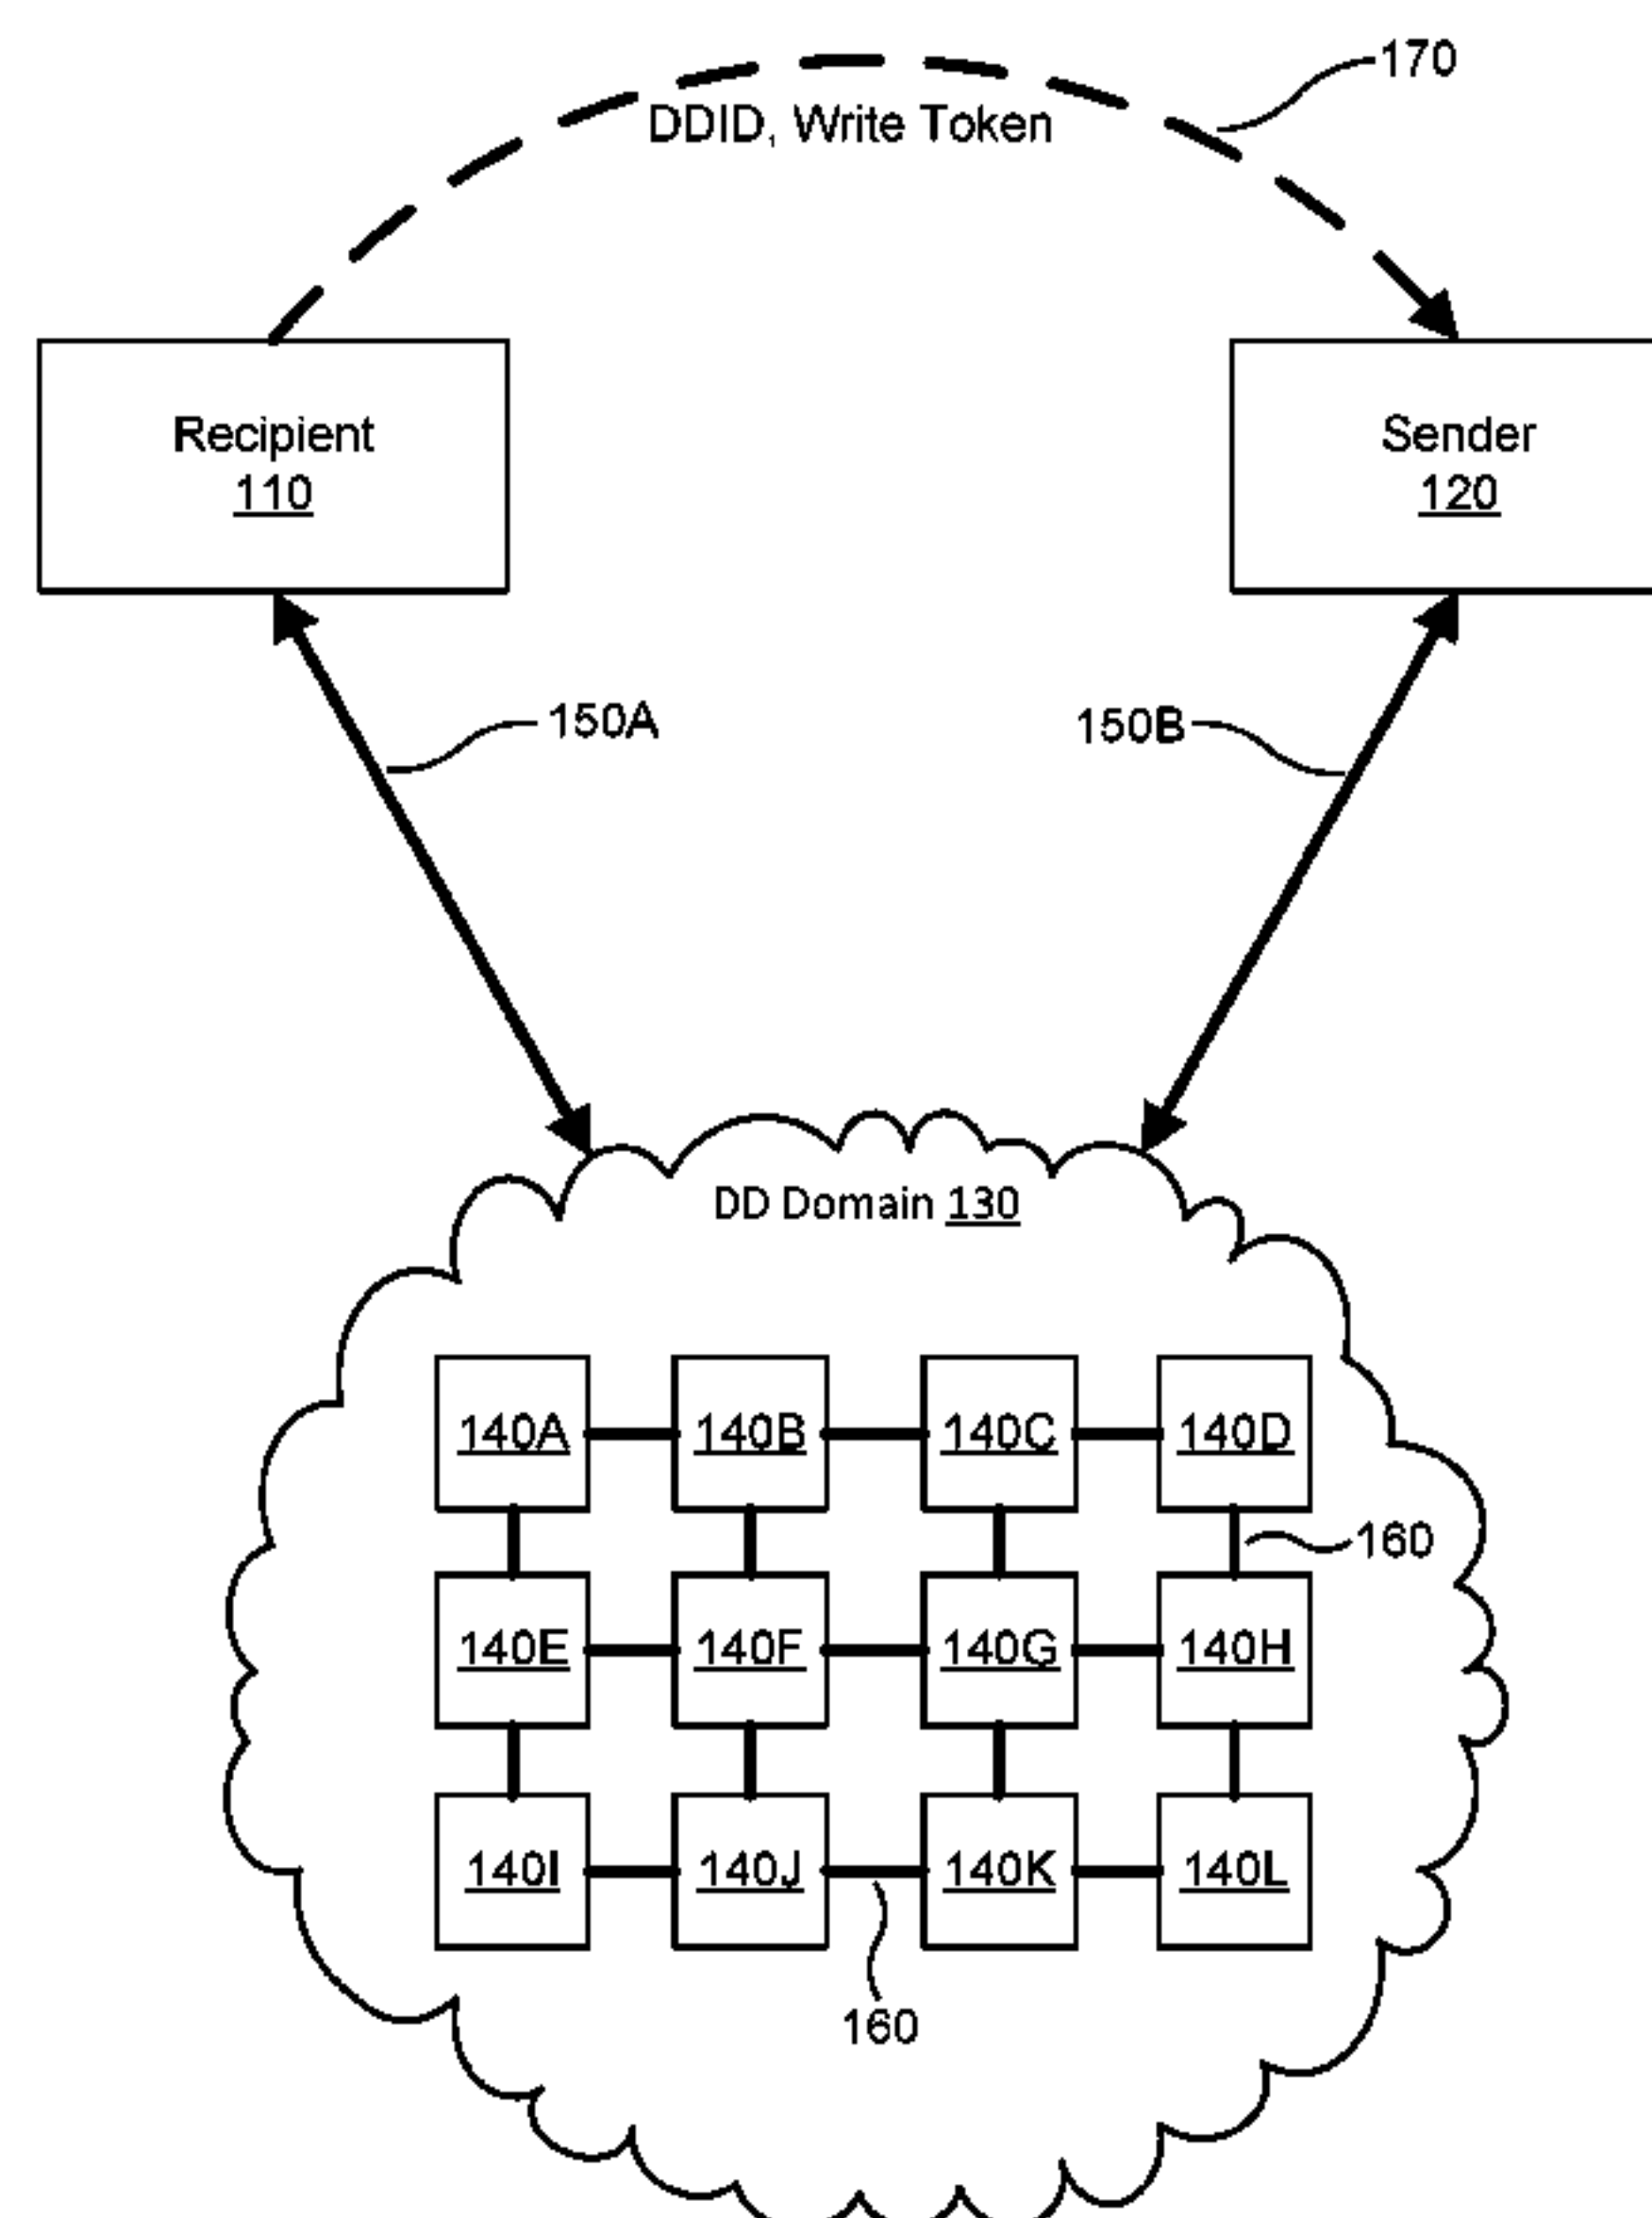 170
DDID, Write Token
Recipient
110
Sender
120
150A
150B
DD Domain 130
140A
140B
140C
140D
160
140E
140F
140G
140H
140I
140J
140K
140L
160